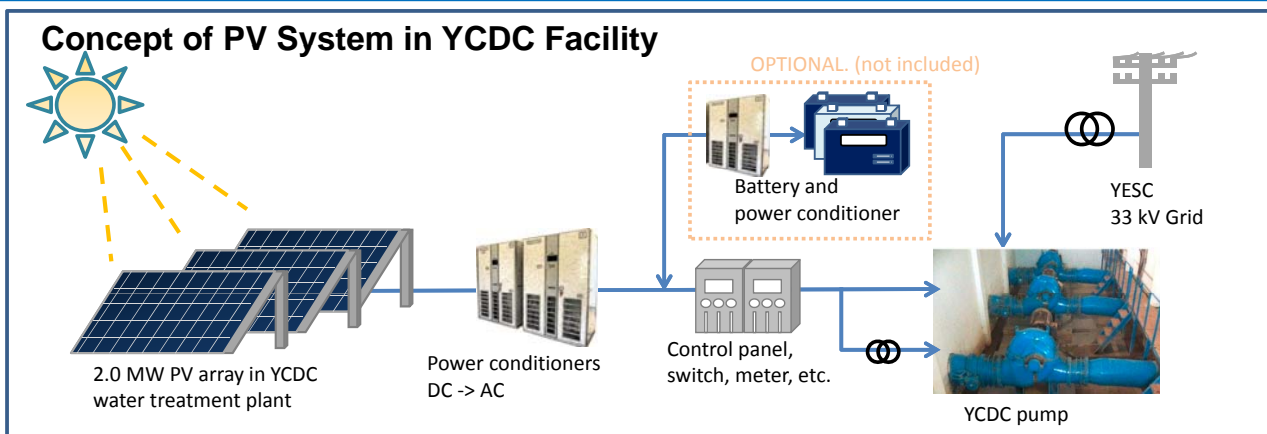 Concept of PV System in YCDC Facility
OPTIONAL. (not included)
Battery and
power conditioner
YESC
33 kV Grid
2.0 MW PV array in YCDC
water treatment plant
Power conditioners
DC -> AC
Control panel,
switch, meter, etc.
YCDC pump